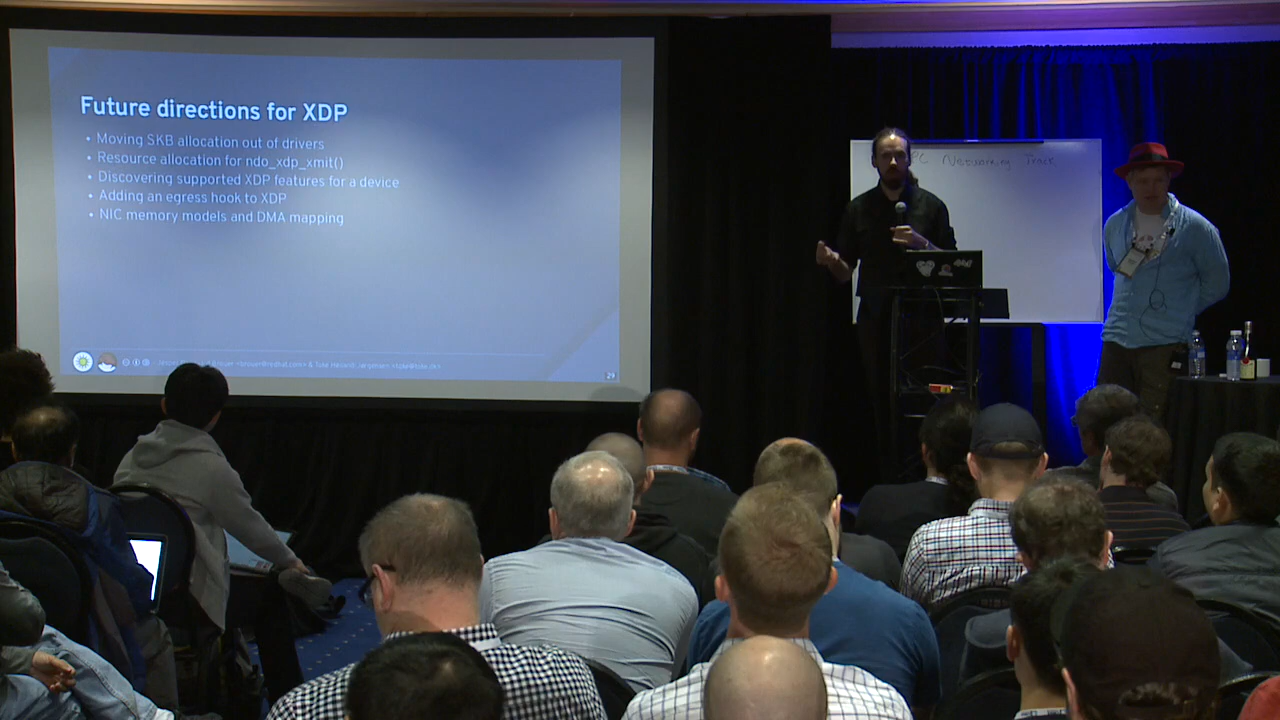 Future directions for XDP
• Moving SKB allocation out of drivers
• Resource allocation for ndo_xdp_xmit()
• Discovering supported XDP features for a device
• Adding an egress hook to XDP
• NIC memory models and DMA mapping
29
PC Networking Track